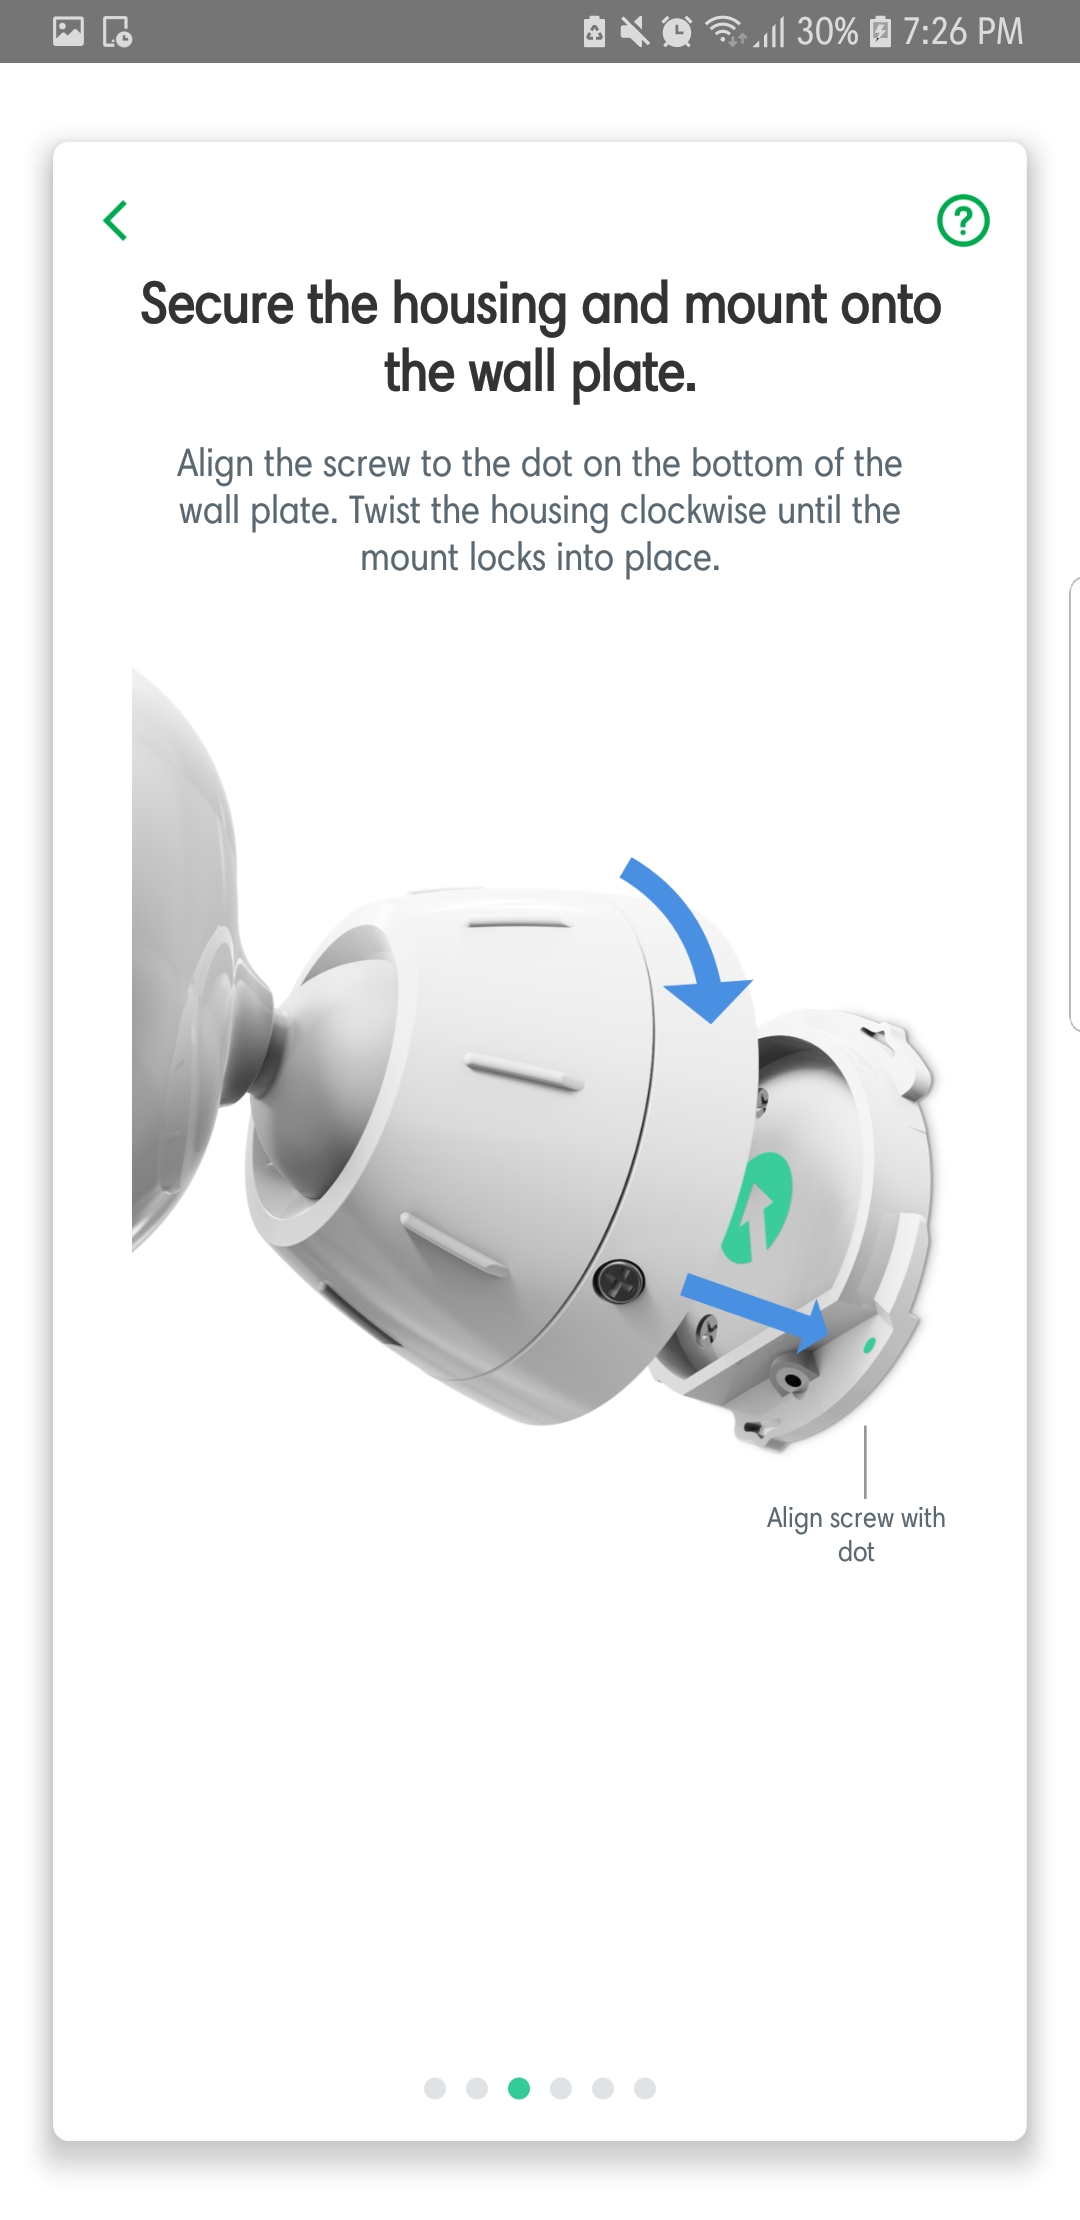 30% 7:26 PM
?
Secure the housing and mount onto
the wall plate.
Align the screw to the dot on the bottom of the
wall plate. Twist the housing clockwise until the
mount locks into place.
Align screw with
dot